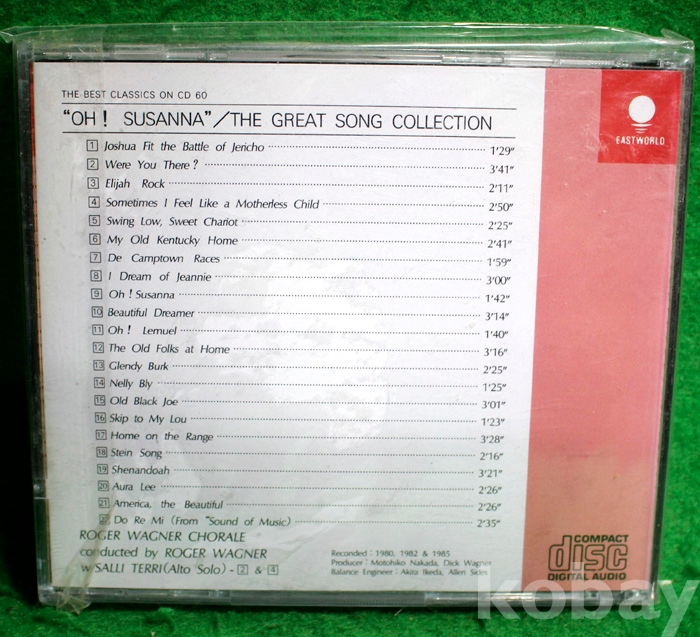 THE BEST CLASSICS ON CD 60
"OH! SUSANNA"/THE GREAT SONG COLLECTION
EASTWORLD
1 Joshua Fit the Battle of Jericho 1'29"
2 Were You There? 3'41"
3 Elijah Rock 2'11"
4 Sometimes I Feel Like a Motherless Child 2'50"
5 Swing Low, Sweet Chariot 2'25"
6 My Old Kentucky Home 2'41"
7 De Camptown Races 1'59"
8 I Dream of Jeannie 3'00"
9 Oh! Susanna 1'42"
10 Beautiful Dreamer 3'14"
11 Oh! Lemuel 1'40"
12 The Old Folks at Home 3'16"
13 Glendy Burk 2'25"
14 Nelly Bly 1'25"
15 Old Black Joe 3'01"
16 Skip to My Lou 1'23"
17 Home on the Range 3'28"
18 Stein Song 2'16"
19 Shenandoah 3'21"
20 Aura Lee 2'26"
21 America, the Beautiful 2'26"
22 Do Re Mi (From "Sound of Music) 2'35"
ROGER WAGNER CHORALE
conducted by ROGER WAGNER
w/SALLI TERRI(Alto Solo)-2 & 4
Recorded : 1980, 1982 & 1985
Producer : Motohiko Nakada, Dick Wagner
Balance Engineer : Akira Ikeda, Allen Sides
COMPACT
disc
DIGITAL AUDIO
kobay